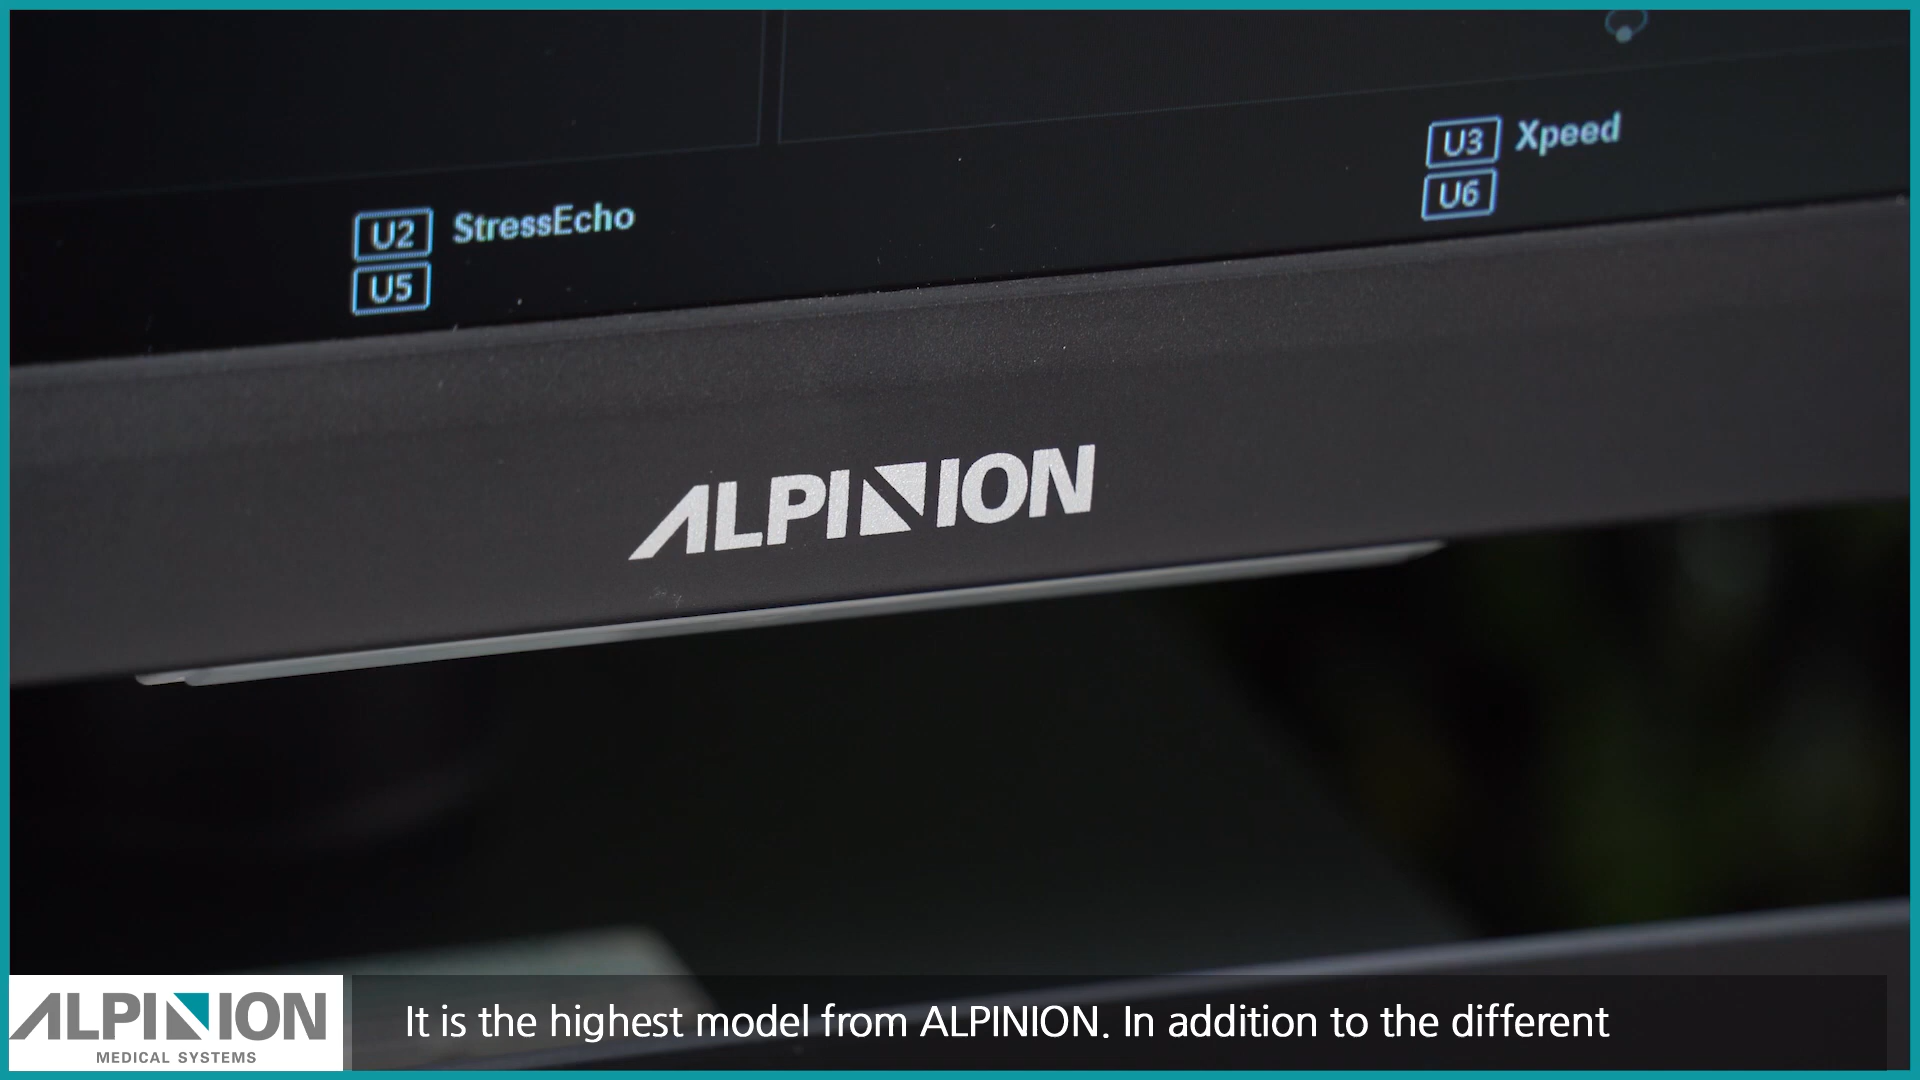 U3 Xpeed
U6
U2 StressEcho
U5
ALPINION
ALPINION
MEDICAL SYSTEMS
It is the highest model from ALPINION. In addition to the different